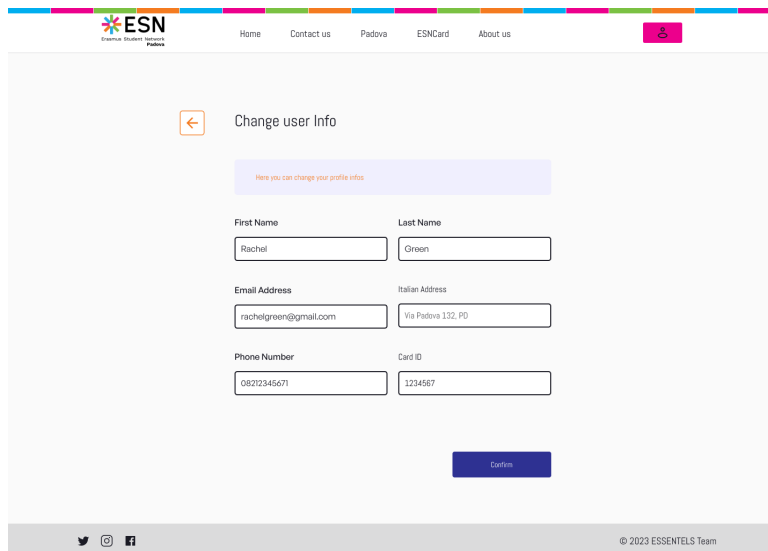 ESN
Erasmus Student Network
Padova
Home Contact us Padova ESNCard About us
Change user Info
Here you can change your profile infos
First Name Last Name
Rachel Green
Email Address Italian Address
rachelgreen@gmail.com Via Padova 132, PD
Phone Number Card ID
08212345671 1234567
Confirm
© 2023 ESSENTELS Team